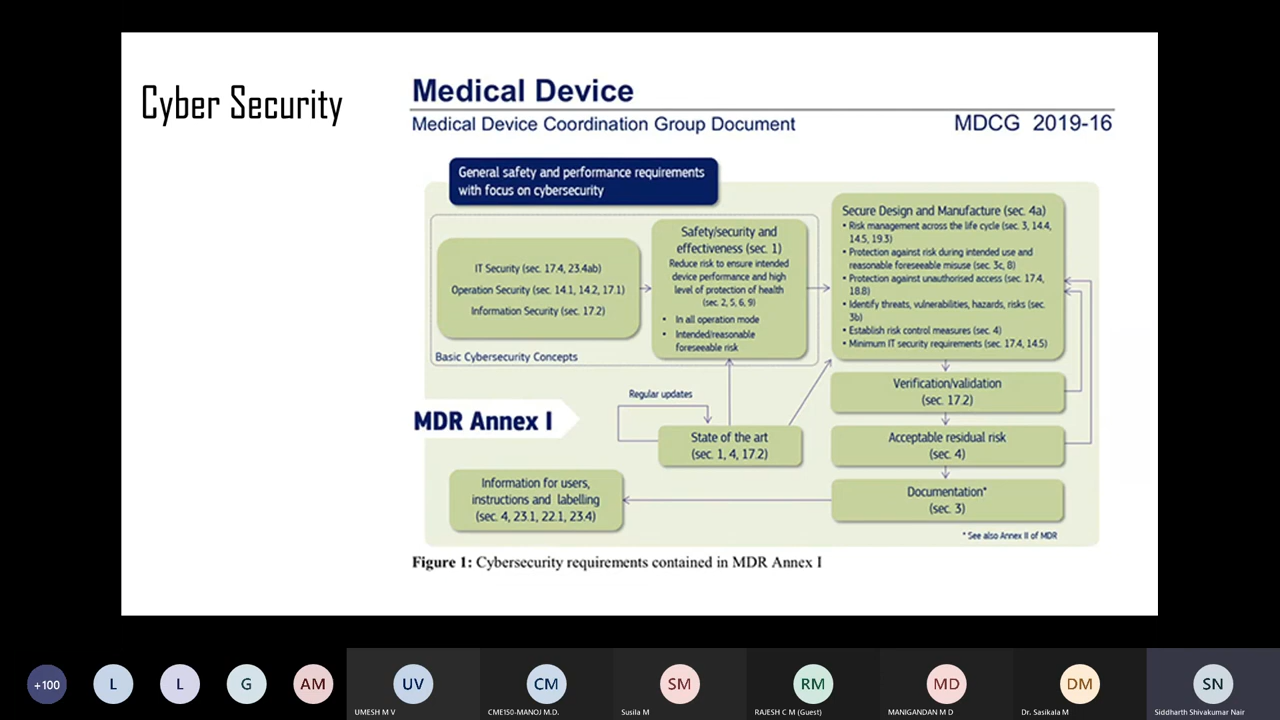 Cyber Security
Medical Device
Medical Device Coordination Group Document
MDCG 2019-16
General safety and performance requirements
with focus on cybersecurity
IT Security (sec. 17.4, 23.4ab)
Operation Security (sec. 14.1, 14.2, 17.1)
Information Security (sec. 17.2)
Basic Cybersecurity Concepts
Safety/security and
effectiveness (sec. 1)
Reduce risk to ensure intended
device performance and high
level of protection of health
(sec. 2, 5, 6, 9)
• In all operation mode
• Intended/reasonable
foreseeable risk
Secure Design and Manufacture (sec. 4a)
• Risk management across the life cycle (sec. 3, 14.4,
14.5, 19.3)
• Protection against risk during intended use and
reasonable foreseeable misuse (sec. 3c, 8)
• Protection against unauthorised access (sec. 17.4,
18.8)
• Identify threats, vulnerabilities, hazards, risks (sec.
3b)
• Establish risk control measures (sec. 4)
• Minimum IT security requirements (sec. 17.4, 14.5)
Regular updates
MDR Annex I
State of the art
(sec. 1, 4, 17.2)
Verification/validation
(sec. 17.2)
Acceptable residual risk
(sec. 4)
Documentation*
(sec. 3)
Information for users,
instructions and labelling
(sec. 4, 23.1, 22.1, 23.4)
* See also Annex II of MDR
Figure 1: Cybersecurity requirements contained in MDR Annex I
+100
L
L
G
AM
UV
UMESH M V
CM
CME150-MANOJ M.D.
SM
Susila M
RM
RAJESH C M (Guest)
MD
MANIGANDAN M D
DM
Dr. Sasikala M
SN
Siddharth Shivakumar Nair